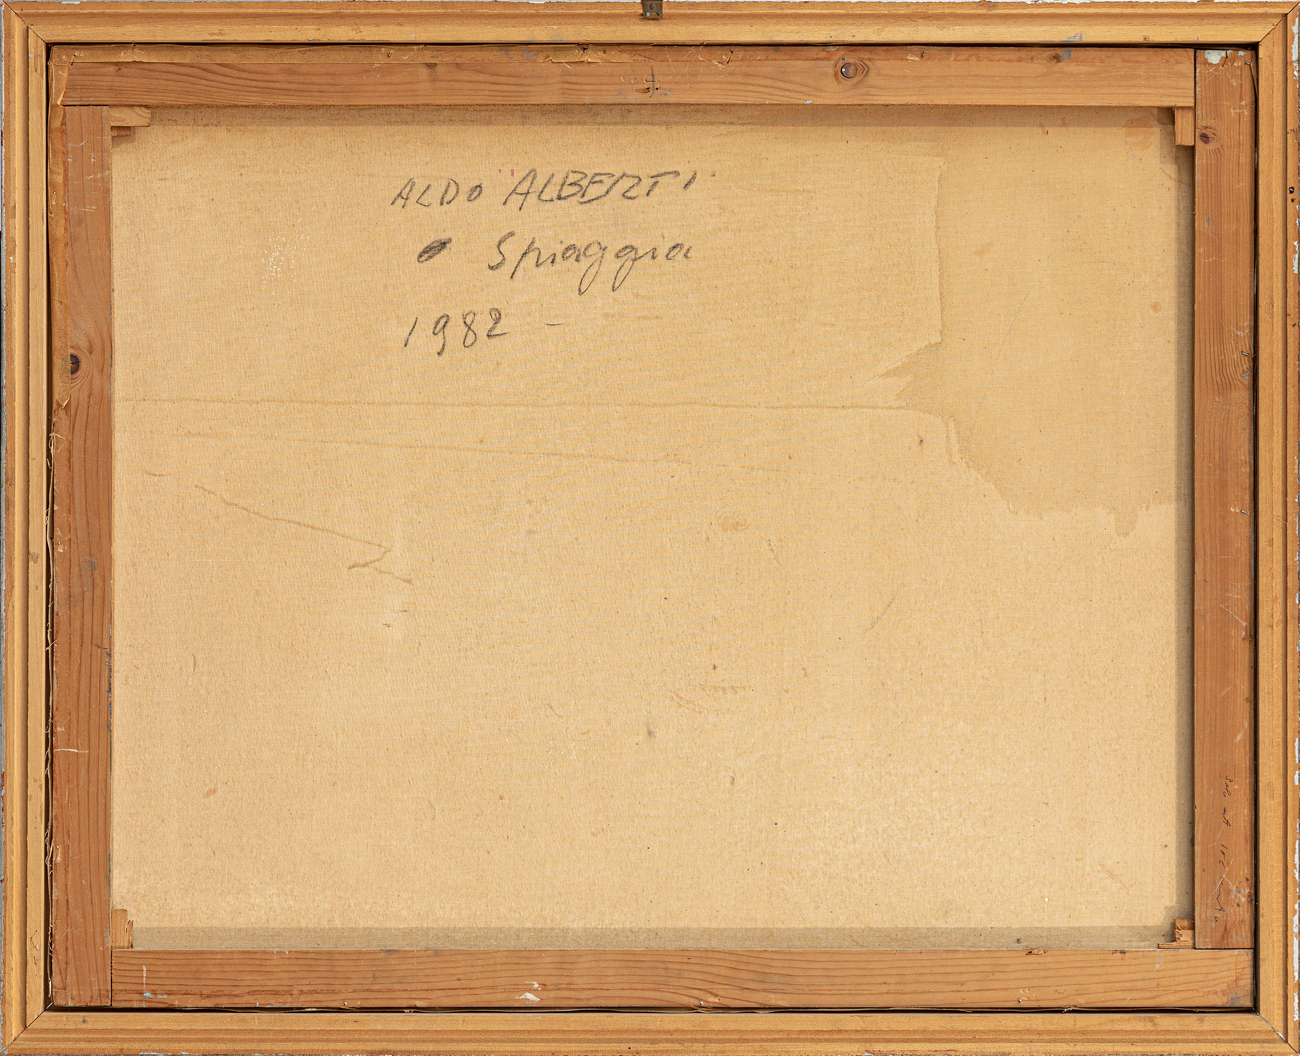 ALDO ALBERTI
Spiaggia
1982 -